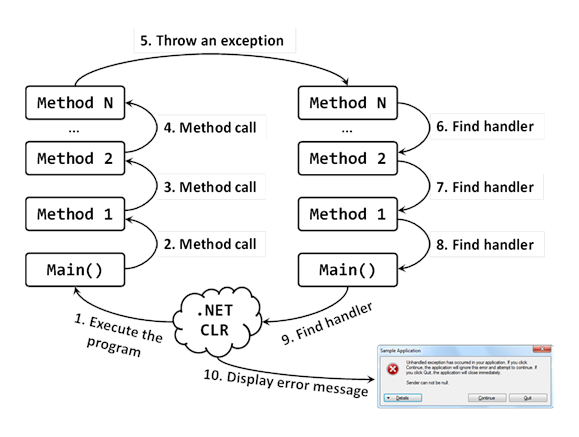 5. Throw an exception
Method N
...
Method 2
Method 1
Main()
4. Method call
3. Method call
2. Method call
Method N
...
Method 2
Method 1
Main()
6. Find handler
7. Find handler
8. Find handler
1. Execute the
program
.NET
CLR
9. Find handler
10. Display error message
Sample Application
Unhandled exception has occurred in your application. If you click
Continue, the application will ignore this error and attempt to continue. If
you click Quit, the application will close immediately.
Sender can not be null.
Details
Continue
Quit